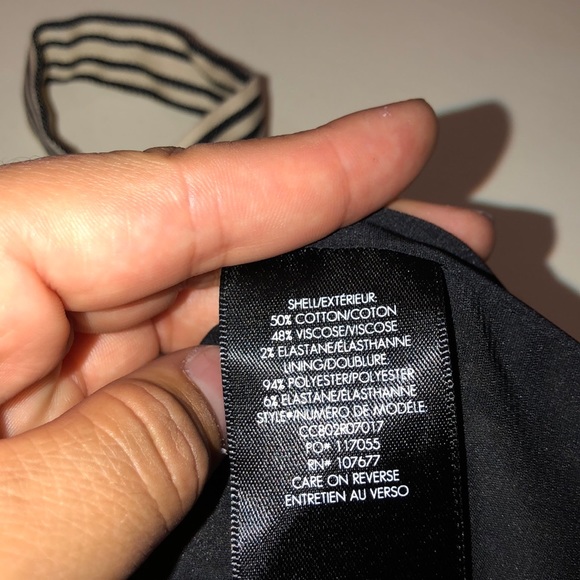 SHELL/EXTÉRIEUR:
50% COTTON/COTON
48% VISCOSE/VISCOSE
2% ELASTANE/ÉLASTHANNE
LINING/DOUBLURE:
94% POLYESTER/POLYESTER
6% ELASTANE/ÉLASTHANNE
STYLE#/NUMÉRO DE MODÈLE:
CC802R07017
PO# 117055
RN# 107677
CARE ON REVERSE
ENTRETIEN AU VERSO